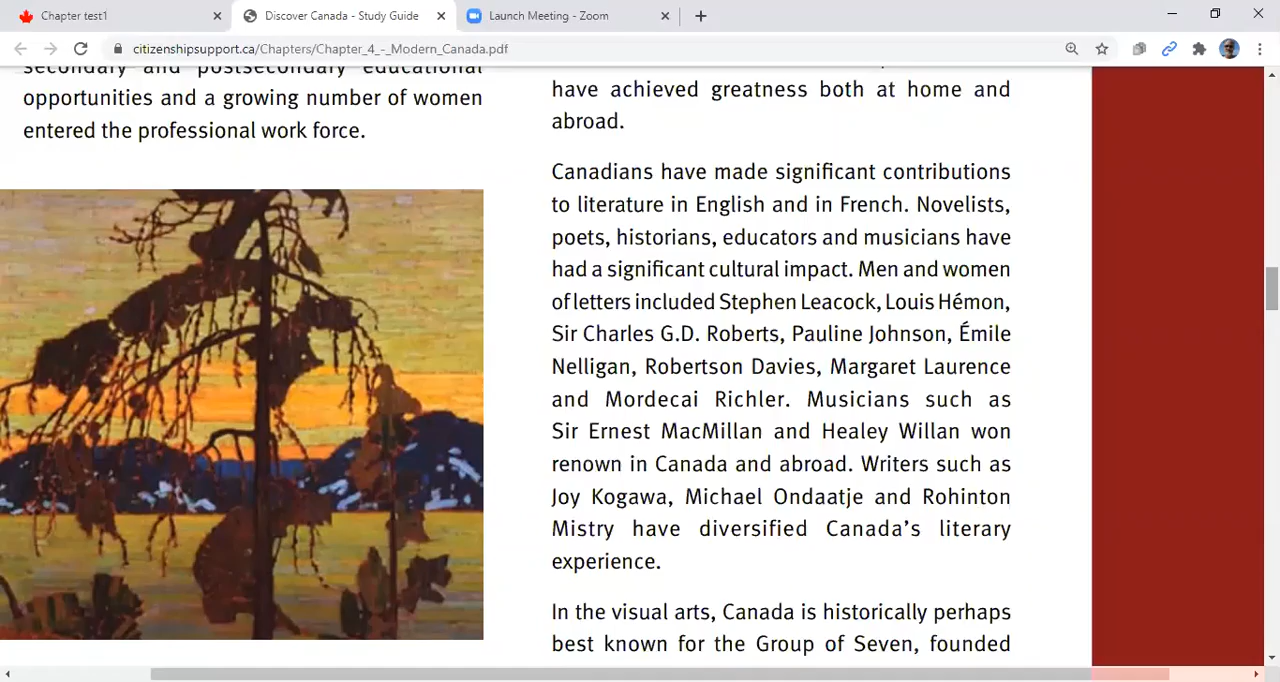 Chapter test1
Discover Canada - Study Guide
Launch Meeting - Zoom
citizenshipsupport.ca/Chapters/Chapter_4_-_Modern_Canada.pdf
secondary and postsecondary educational
opportunities and a growing number of women
entered the professional work force.
have achieved greatness both at home and
abroad.
Canadians have made significant contributions
to literature in English and in French. Novelists,
poets, historians, educators and musicians have
had a significant cultural impact. Men and women
of letters included Stephen Leacock, Louis Hémon,
Sir Charles G.D. Roberts, Pauline Johnson, Émile
Nelligan, Robertson Davies, Margaret Laurence
and Mordecai Richler. Musicians such as
Sir Ernest MacMillan and Healey Willan won
renown in Canada and abroad. Writers such as
Joy Kogawa, Michael Ondaatje and Rohinton
Mistry have diversified Canada's literary
experience.
In the visual arts, Canada is historically perhaps
best known for the Group of Seven, founded